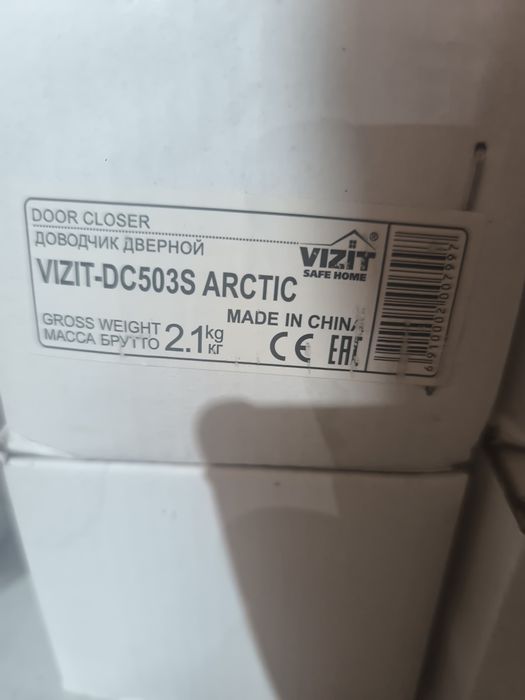 DOOR CLOSER
ДОВОДЧИК ДВЕРНОЙ
VIZIT-DC503S ARCTIC
VIZIT®
SAFE HOME
MADE IN CHINA
GROSS WEIGHT
МАССА БРУТТО
2.1 kg
кг
CE EAC
6910002007997